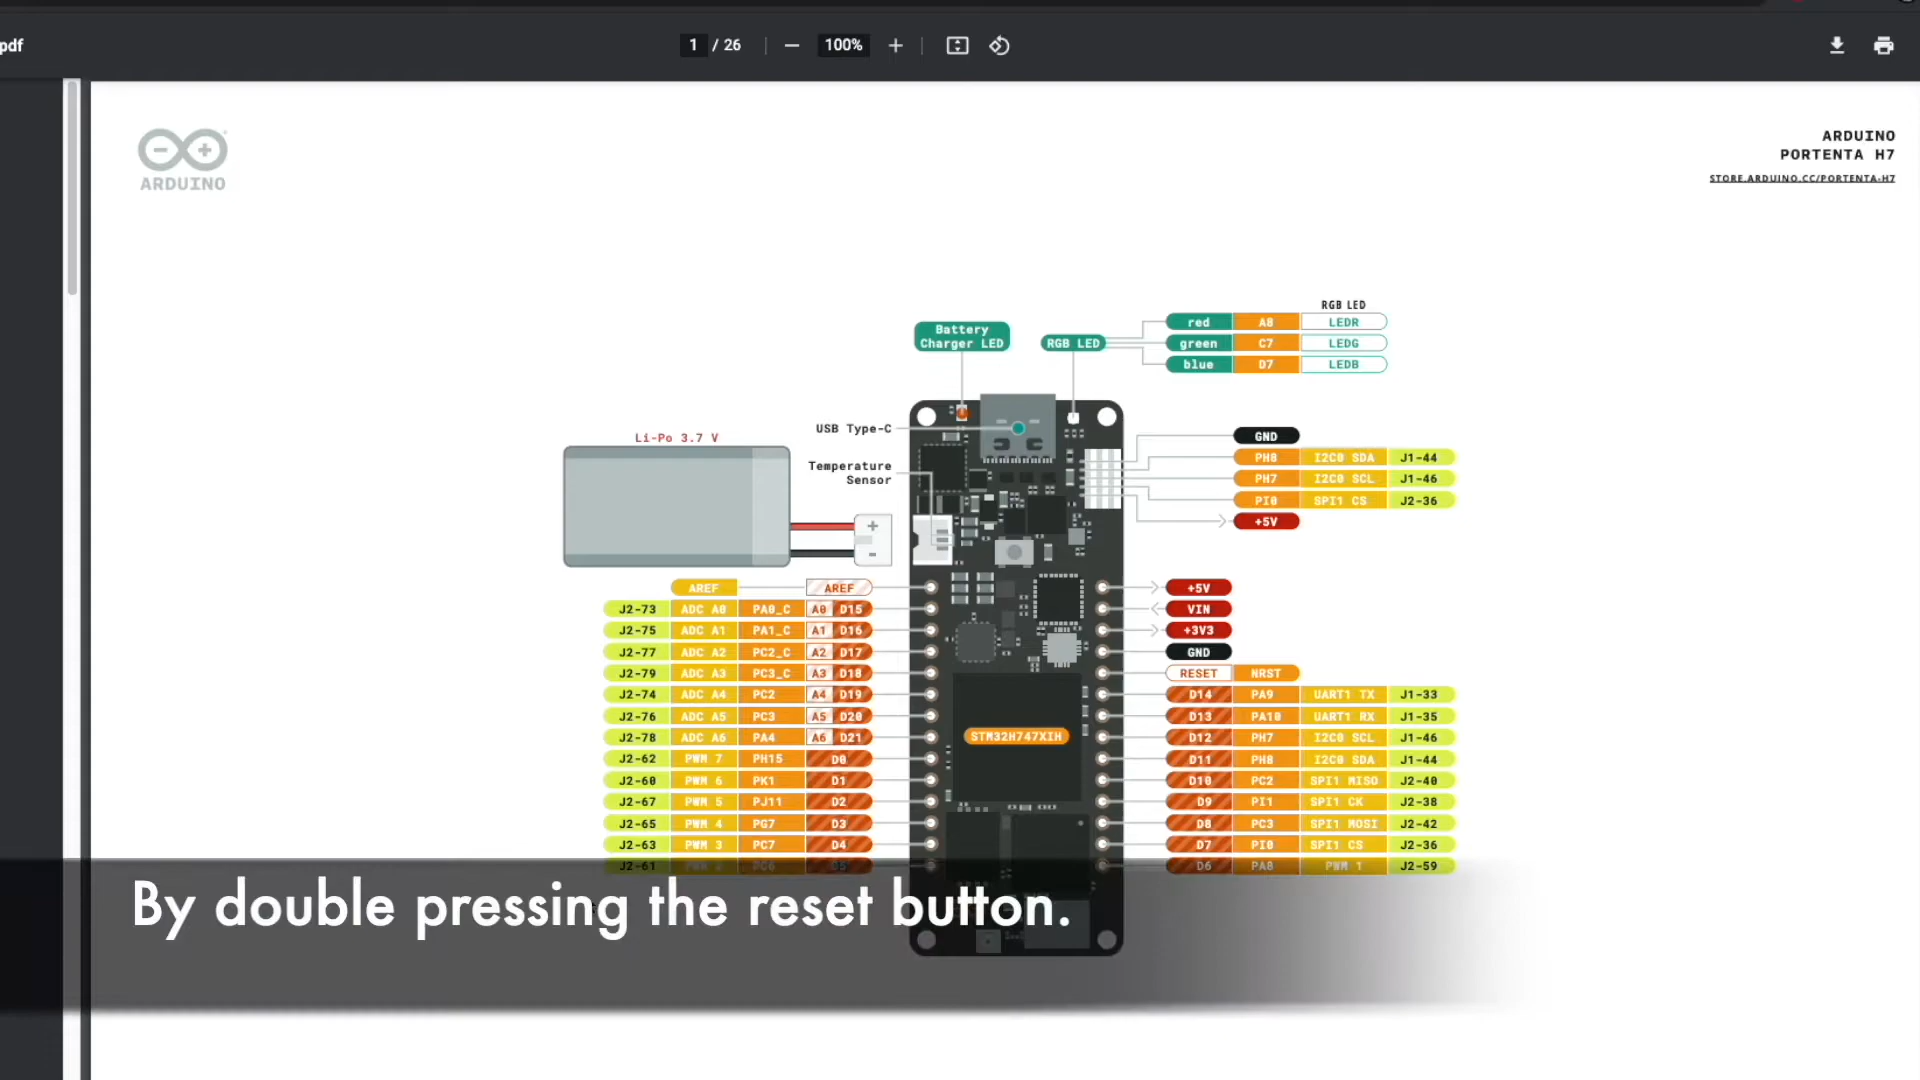 pdf
1 / 26
100%
ARDUINO
ARDUINO
PORTENTA H7
STORE.ARDUINO.CC/PORTENTA-H7
RGB LED
Battery
Charger LED
RGB LED
red A8 LEDR
green C7 LEDG
blue D7 LEDB
USB Type-C
Temperature
Sensor
Li-Po 3.7 V
+
-
GND
PH8 I2C0 SDA J1-44
PH7 I2C0 SCL J1-46
PI0 SPI1 CS J2-36
+5V
AREF AREF
J2-73 ADC A0 PA0_C A0 D15
J2-75 ADC A1 PA1_C A1 D16
J2-77 ADC A2 PC2_C A2 D17
J2-79 ADC A3 PC3_C A3 D18
J2-74 ADC A4 PC2 A4 D19
J2-76 ADC A5 PC3 A5 D20
J2-78 ADC A6 PA4 A6 D21
J2-62 PWM 7 PH15 D0
J2-60 PWM 6 PK1 D1
J2-67 PWM 5 PJ11 D2
J2-65 PWM 4 PG7 D3
J2-63 PWM 3 PC7 D4
J2-61 PWM 2 PC6 D5
STM32H747XIH
+5V
VIN
+3V3
GND
RESET NRST
D14 PA9 UART1 TX J1-33
D13 PA10 UART1 RX J1-35
D12 PH7 I2C0 SCL J1-46
D11 PH8 I2C0 SDA J1-44
D10 PC2 SPI1 MISO J2-40
D9 PI1 SPI1 CK J2-38
D8 PC3 SPI1 MOSI J2-42
D7 PI0 SPI1 CS J2-36
D6 PA8 PWM 1 J2-59
By double pressing the reset button.